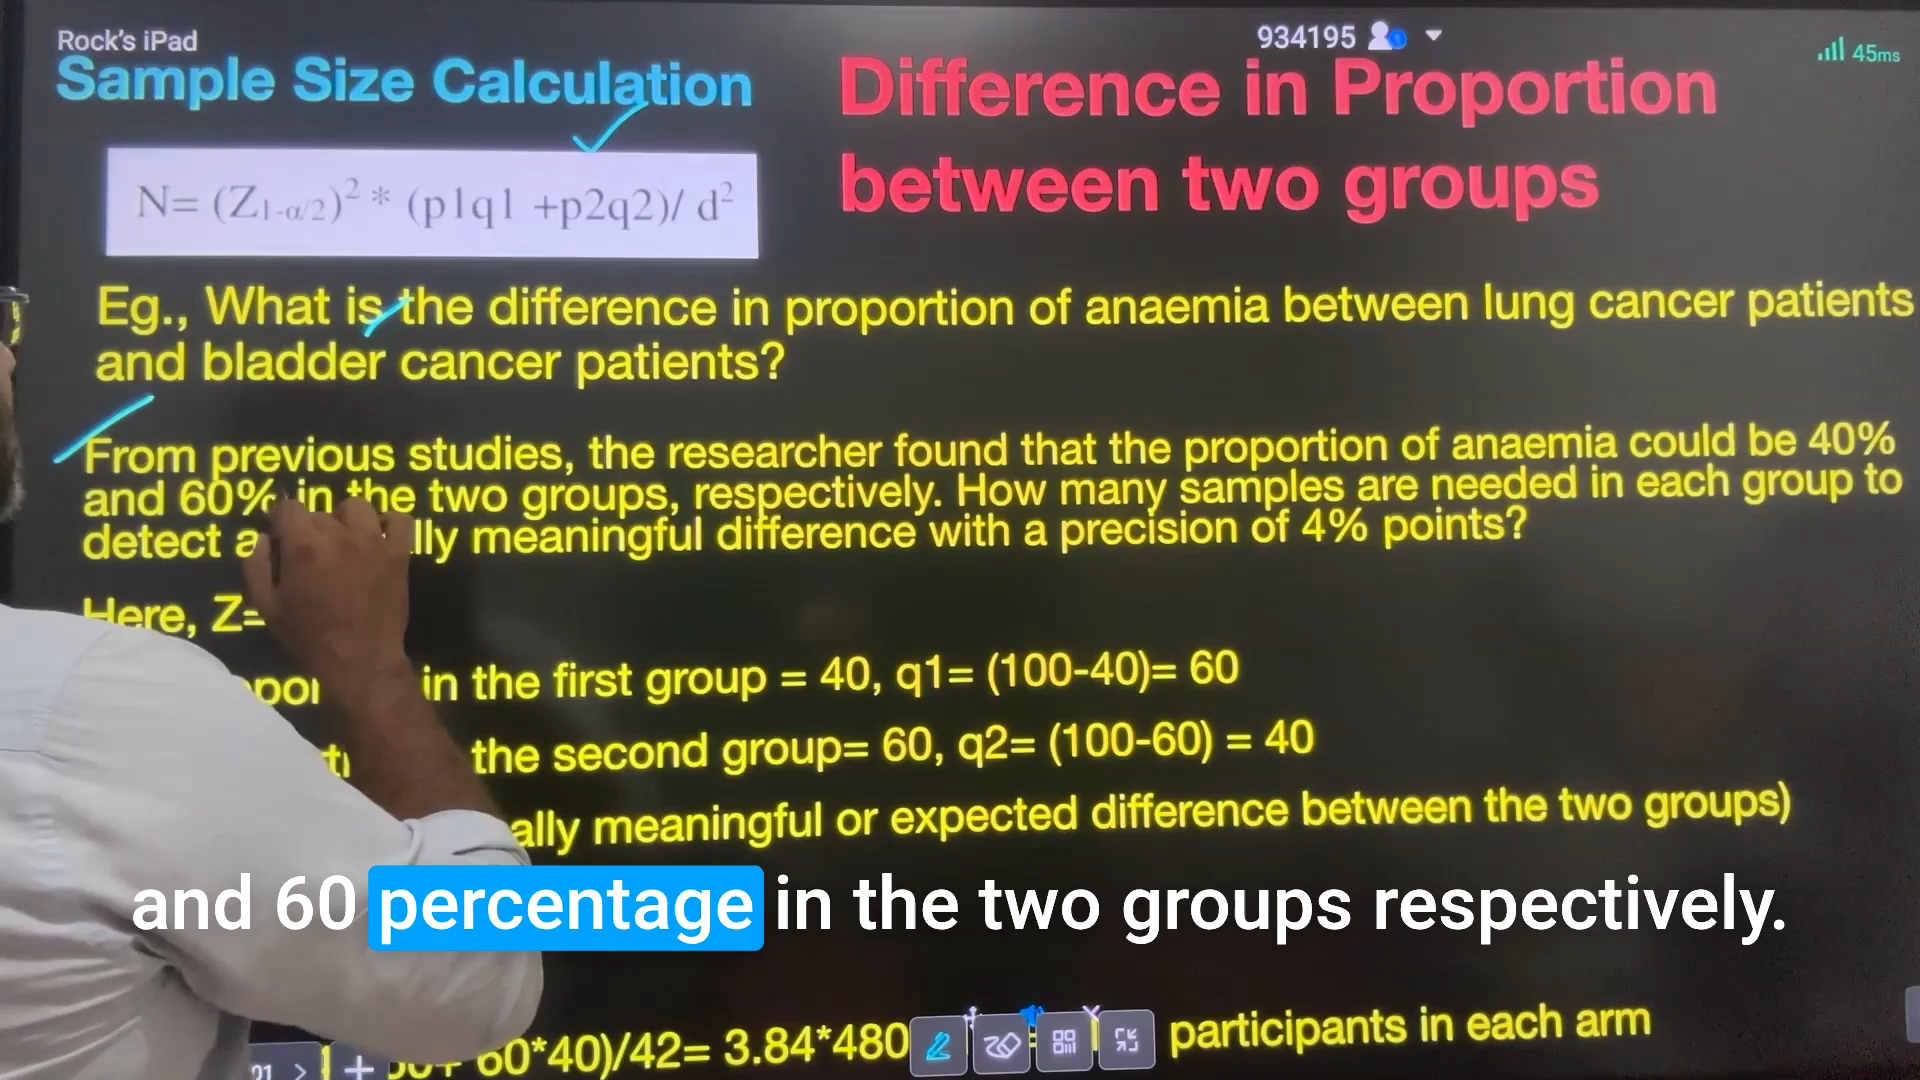 Rock's iPad
934195
45ms
Sample Size Calculation
Difference in Proportion
between two groups
N= (Z1-α/2)² * (p1q1 +p2q2)/ d²
Eg., What is the difference in proportion of anaemia between lung cancer patients
and bladder cancer patients?
From previous studies, the researcher found that the proportion of anaemia could be 40%
and 60% in the two groups, respectively. How many samples are needed in each group to
detect a meaningful difference with a precision of 4% points?
Here, Z=
in the first group = 40, q1= (100-40)= 60
the second group= 60, q2= (100-60) = 40
meaningful or expected difference between the two groups)
and 60 percentage in the two groups respectively.
60*40)/42= 3.84*480 participants in each arm
21 >